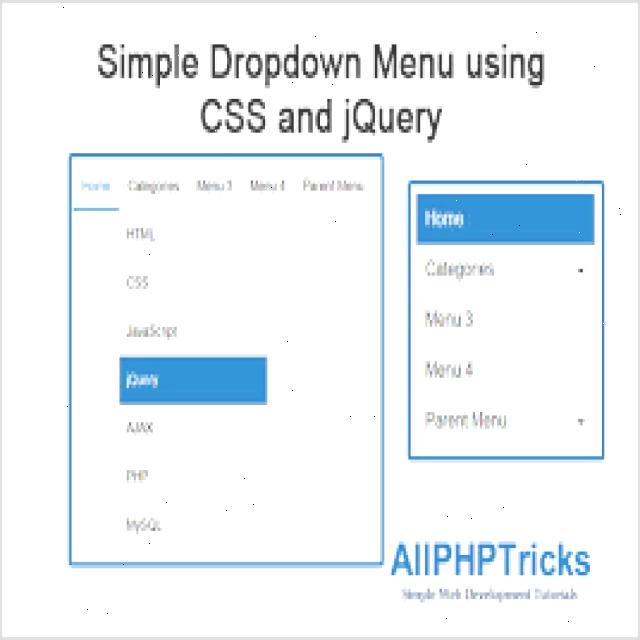 Simple Dropdown Menu using
CSS and jQuery
Home Categories Menu 3 Menu 4 Parent Menu
HTML
CSS
JavaScript
jQuery
AJAX
PHP
MySQL
Home
Categories
Menu 3
Menu 4
Parent Menu
AllPHPTricks
Simple Web Development Tutorials